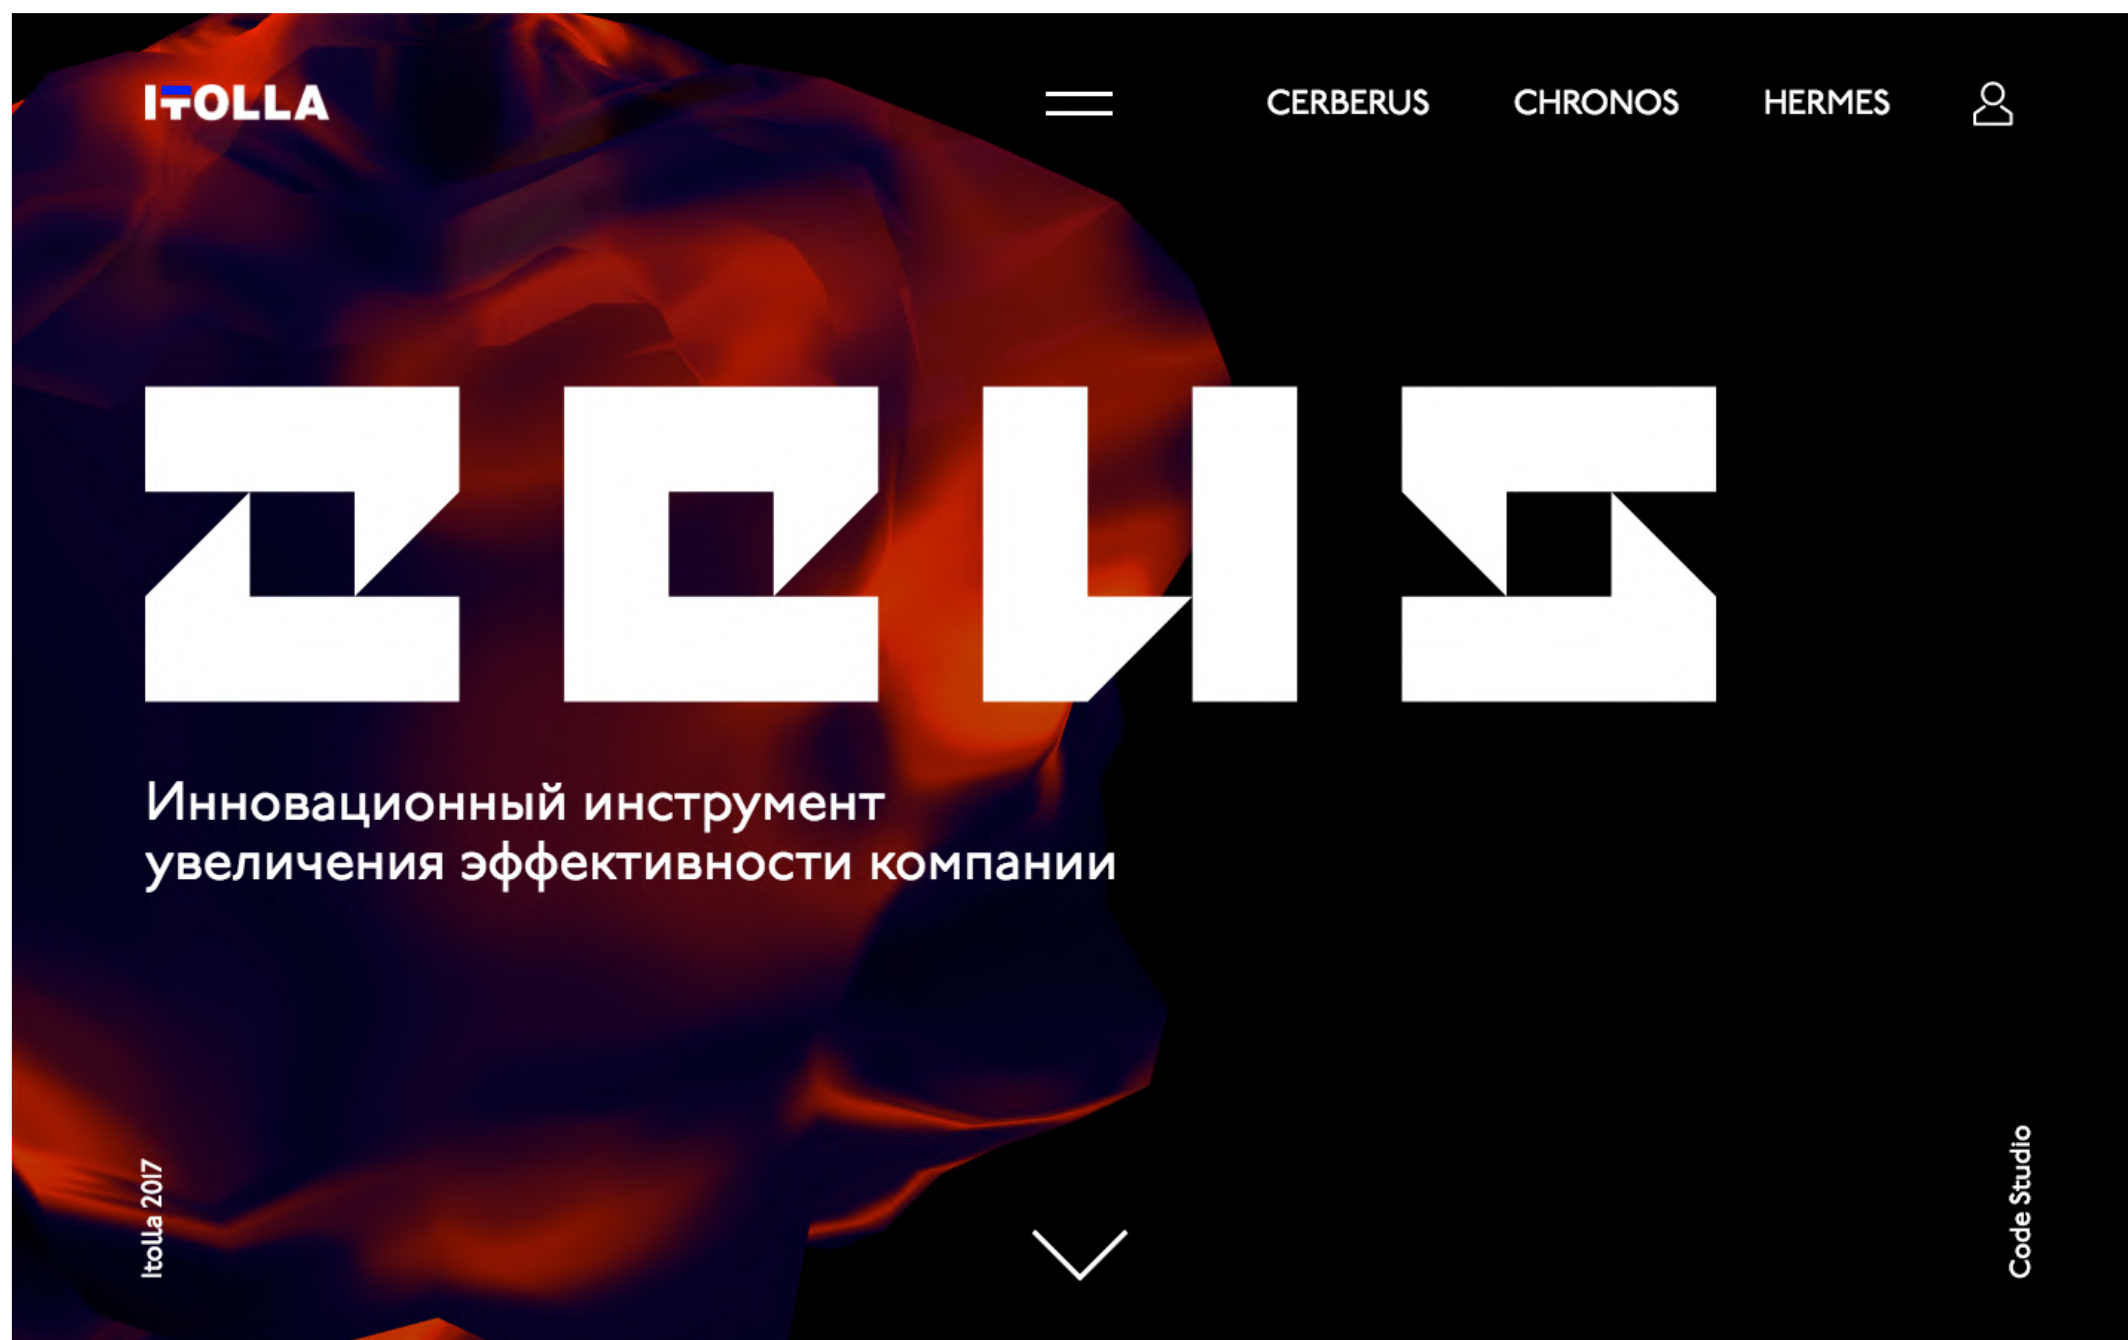 ITOLLA
CERBERUS
CHRONOS
HERMES
zeus
Инновационный инструмент
увеличения эффективности компании
Itolla 2017
Code Studio